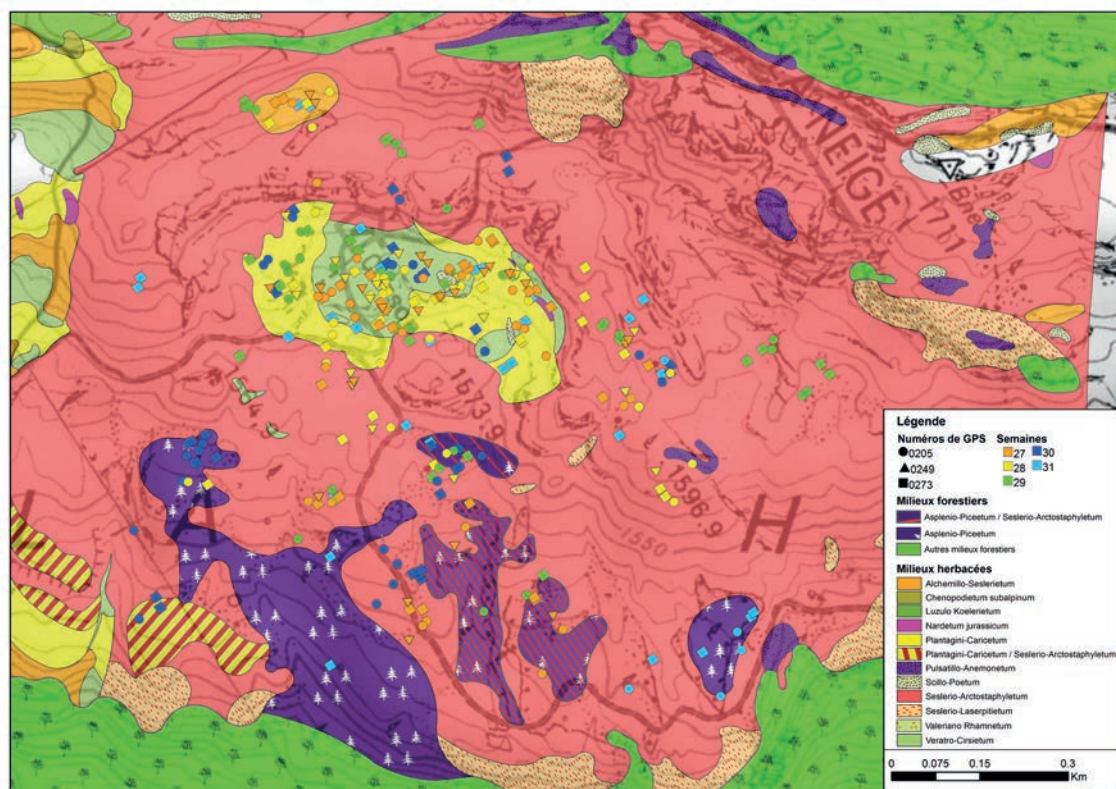 1720
NEIGE
1711
1673
1596 9
1550
H
Légende
Numéros de GPS
Semaines
0205
0249
0273
27
28
29
30
31
Milieux forestiers
Asplenio-Piceetum / Seslerio-Arctostaphyletum
Asplenio-Piceetum
Autres milieux forestiers
Milieux herbacées
Alchemillo-Seslerietum
Chenopodietum subalpinum
Luzulo Koelerietum
Nardetum jurassicum
Plantagini-Caricetum
Plantagini-Caricetum / Seslerio-Arctostaphyletum
Pulsatillo-Anemonetum
Scillo-Poetum
Seslerio-Arctostaphyletum
Seslerio-Laserpitietum
Valeriano Rhamnetum
Veratro-Cirsietum
0 0.075 0.15 0.3
Km